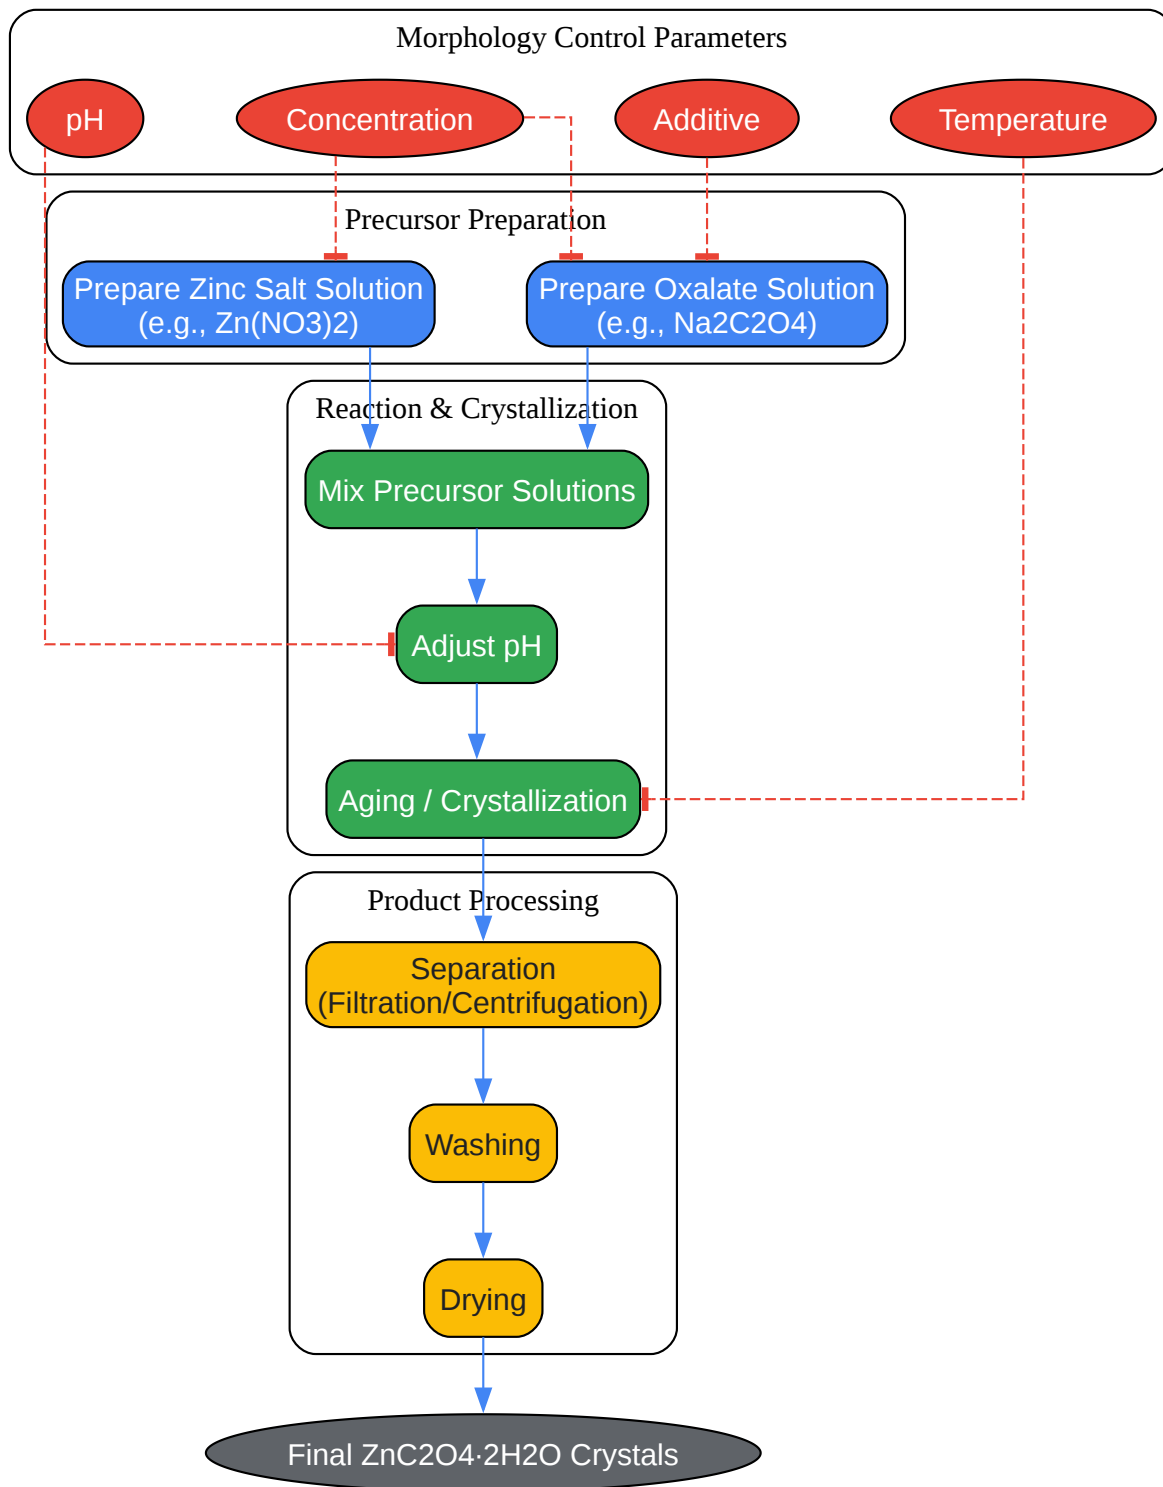 Morphology Control Parameters
pH
Concentration
Additive
Temperature
Precursor Preparation
Prepare Zinc Salt Solution
(e.g., Zn(NO3)2)
Prepare Oxalate Solution
(e.g., Na2C2O4)
Reaction & Crystallization
Mix Precursor Solutions
Adjust pH
Aging / Crystallization
Product Processing
Separation
(Filtration/Centrifugation)
Washing
Drying
Final ZnC2O4·2H2O Crystals